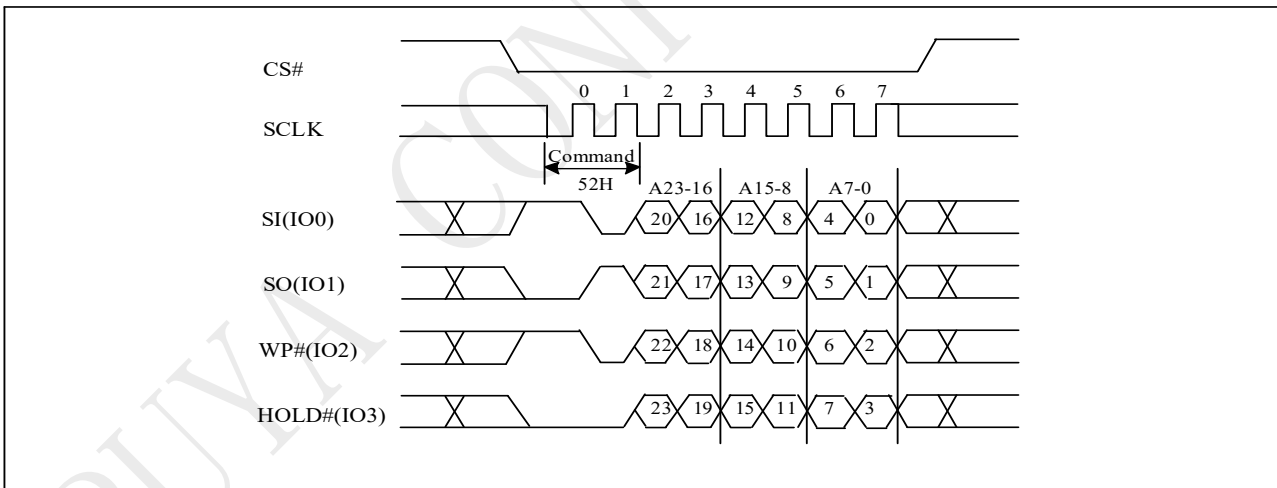 CS#
0 1 2 3 4 5 6 7
SCLK
Command
52H
A23-16 A15-8 A7-0
SI(IO0) 20 16 12 8 4 0
SO(IO1) 21 17 13 9 5 1
WP#(IO2) 22 18 14 10 6 2
HOLD#(IO3) 23 19 15 11 7 3
PUYA CONI